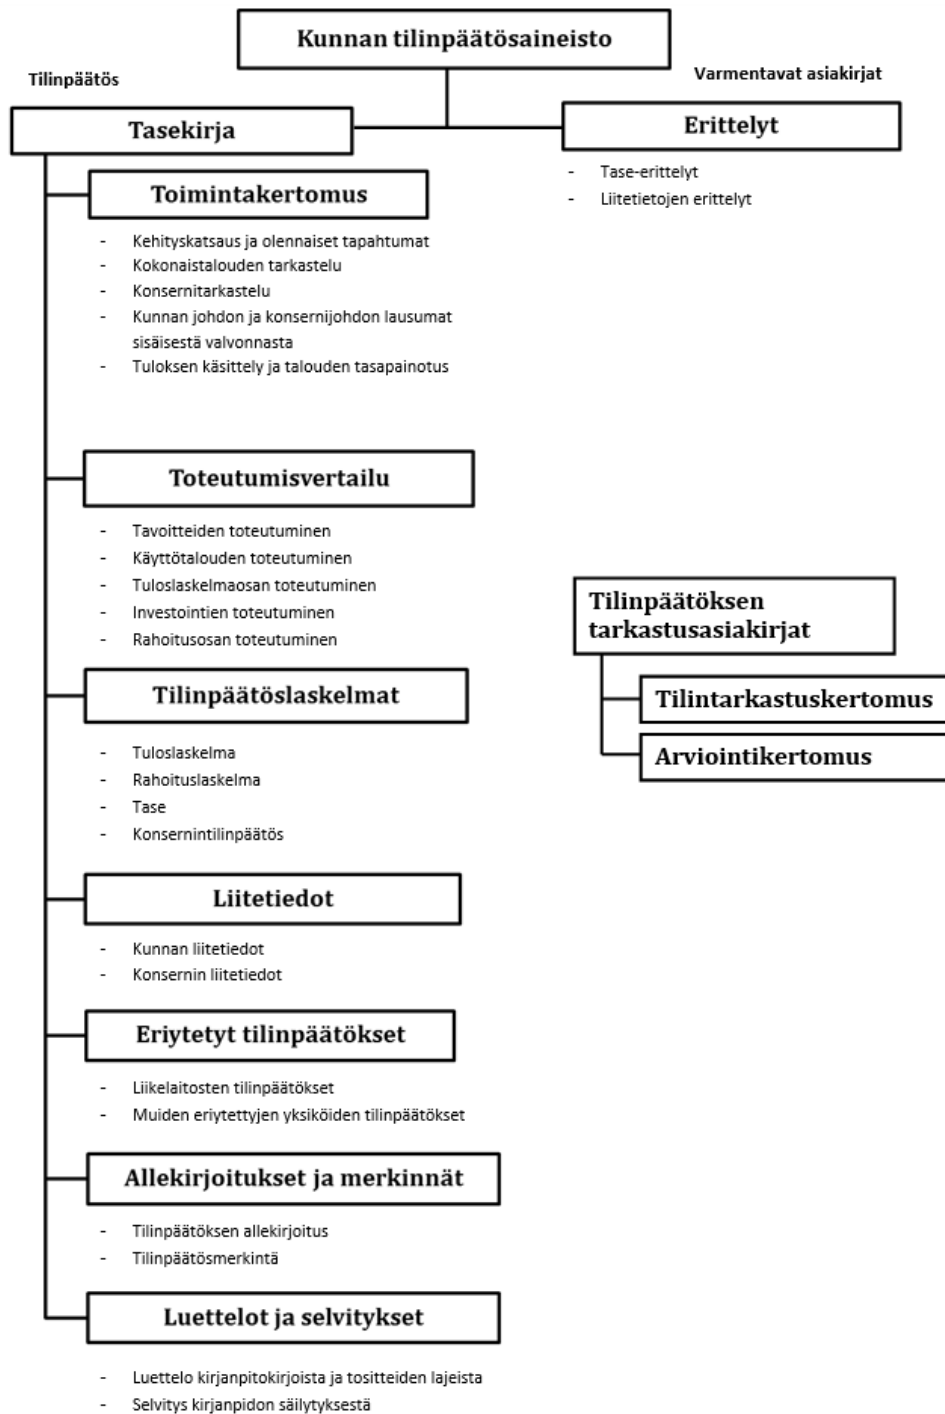 Kunnan tilinpäätösaineisto
Tilinpäätös
Varmentavat asiakirjat
Tasekirja
Erittelyt
- Tase-erittelyt
- Liitetietojen erittelyt
Toimintakertomus
- Kehityskatsaus ja olennaiset tapahtumat
- Kokonaistalouden tarkastelu
- Konsernitarkastelu
- Kunnan johdon ja konsernijohdon lausumat
sisäisestä valvonnasta
- Tuloksen käsittely ja talouden tasapainotus
Toteutumisvertailu
- Tavoitteiden toteutuminen
- Käyttötalouden toteutuminen
- Tuloslaskelmaosan toteutuminen
- Investointien toteutuminen
- Rahoitusosan toteutuminen
Tilinpäätöksen
tarkastusasiakirjat
Tilintarkastuskertomus
Arviointikertomus
Tilinpäätöslaskelmat
- Tuloslaskelma
- Rahoituslaskelma
- Tase
- Konsernintilinpäätös
Liitetiedot
- Kunnan liitetiedot
- Konsernin liitetiedot
Eriytetyt tilinpäätökset
- Liikelaitosten tilinpäätökset
- Muiden eriytettyjen yksiköiden tilinpäätökset
Allekirjoitukset ja merkinnät
- Tilinpäätöksen allekirjoitus
- Tilinpäätösmerkintä
Luettelot ja selvitykset
- Luettelo kirjanpitokirjoista ja tositteiden lajeista
- Selvitys kirjanpidon säilytyksestä